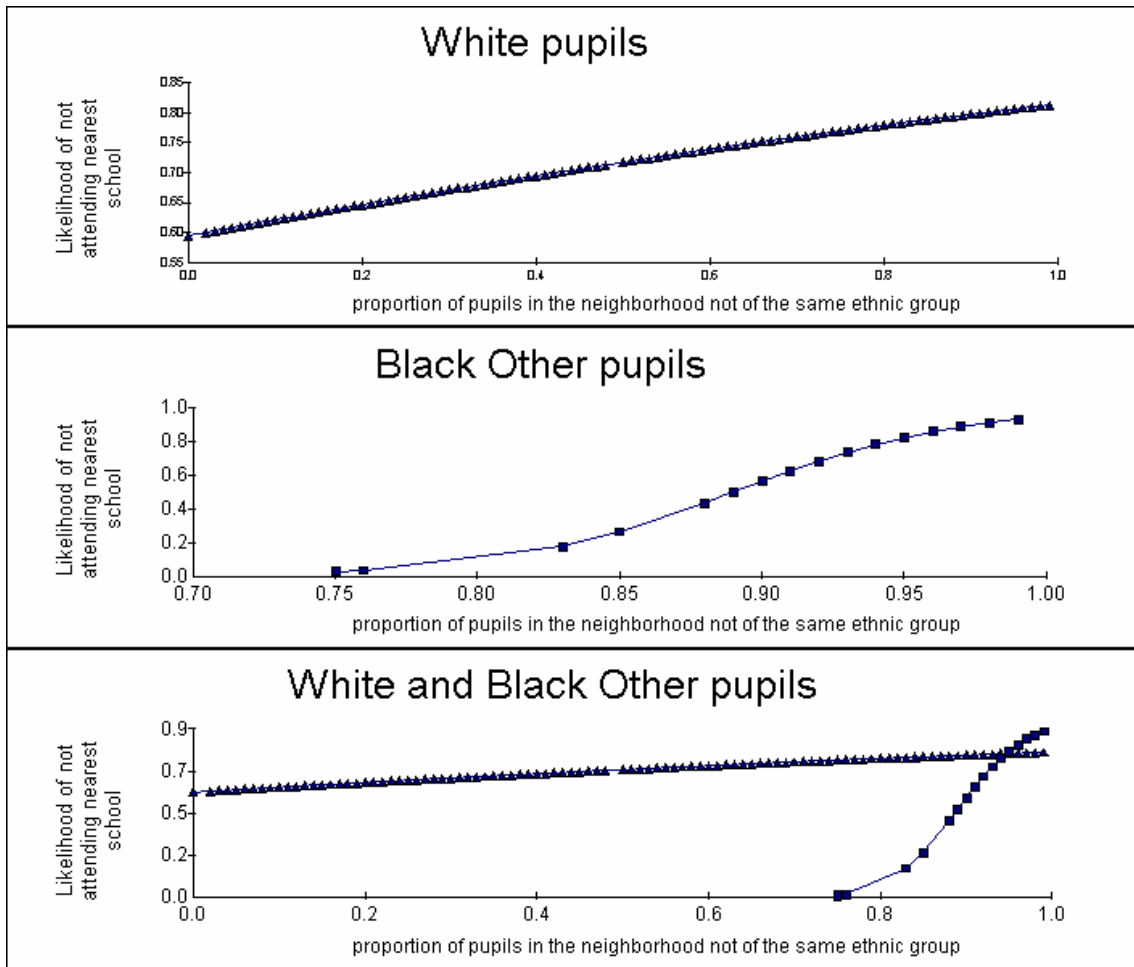 White pupils
Likelihood of not
attending nearest
school
0.85
0.80
0.75
0.70
0.65
0.60
0.55
0.0 0.2 0.4 0.6 0.8 1.0
proportion of pupils in the neighborhood not of the same ethnic group
Black Other pupils
Likelihood of not
attending nearest
school
1.0
0.8
0.6
0.4
0.2
0.0
0.70 0.75 0.80 0.85 0.90 0.95 1.00
proportion of pupils in the neighborhood not of the same ethnic group
White and Black Other pupils
Likelihood of not
attending nearest
school
0.9
0.7
0.5
0.2
0.0
0.0 0.2 0.4 0.6 0.8 1.0
proportion of pupils in the neighborhood not of the same ethnic group